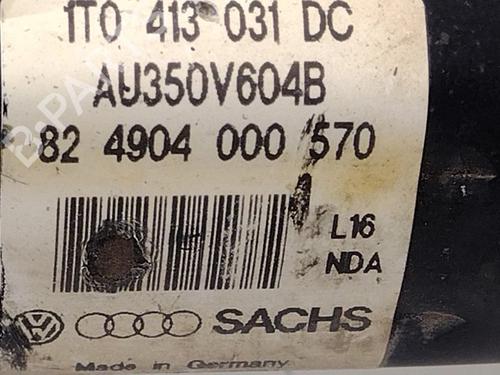 1T0 413 031 DC
AU350V604B
82 4904 000 570
L16
NDA
SACHS
Made in Germany